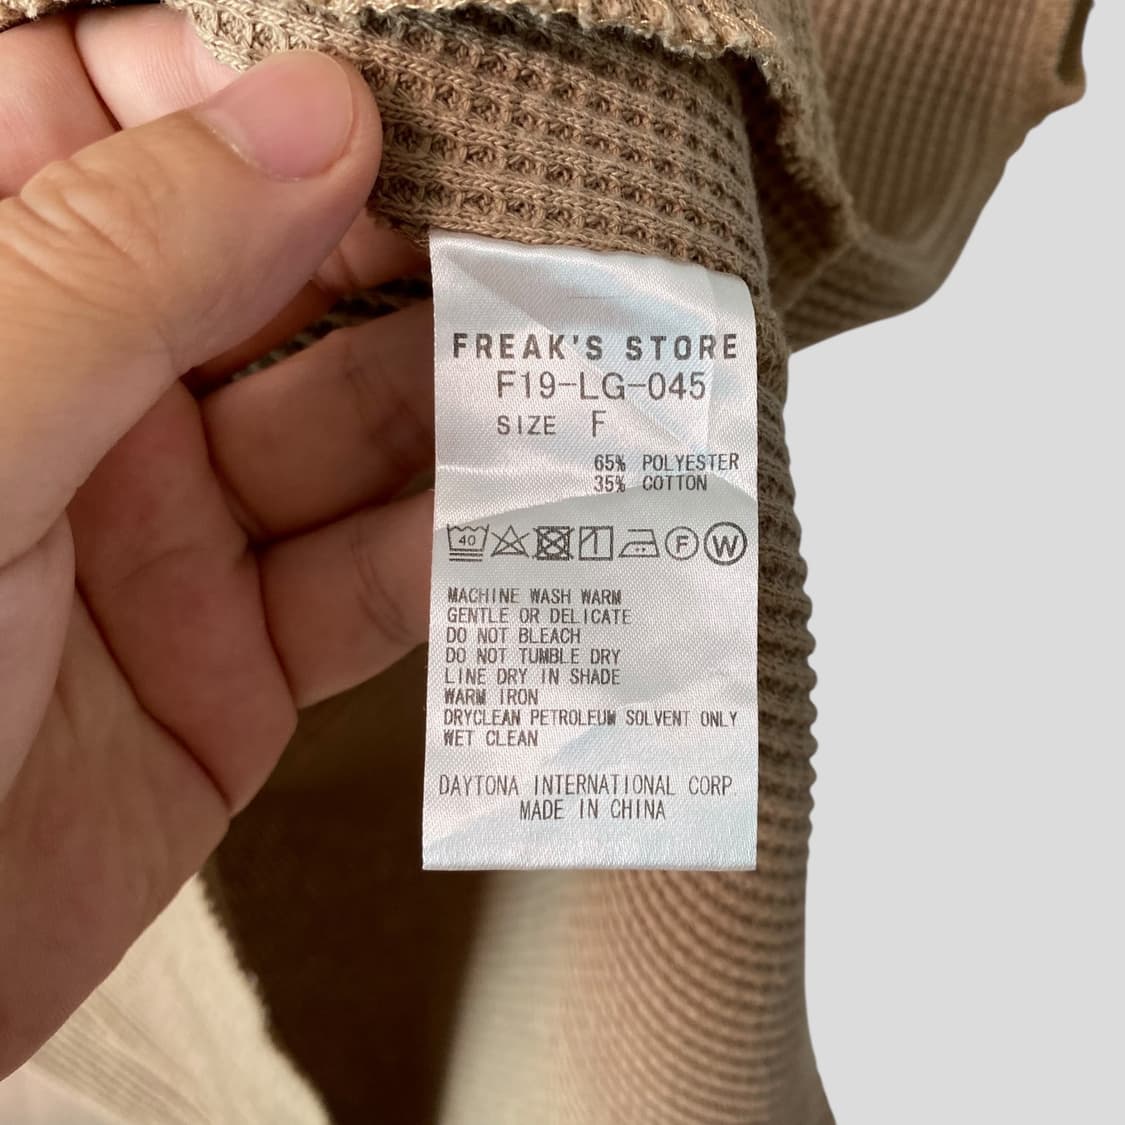 FREAK'S STORE
F19-LG-045
SIZE F
65% POLYESTER
35% COTTON
40 F W
MACHINE WASH WARM
GENTLE OR DELICATE
DO NOT BLEACH
DO NOT TUMBLE DRY
LINE DRY IN SHADE
WARM IRON
DRYCLEAN PETROLEUM SOLVENT ONLY
WET CLEAN
DAYTONA INTERNATIONAL CORP.
MADE IN CHINA